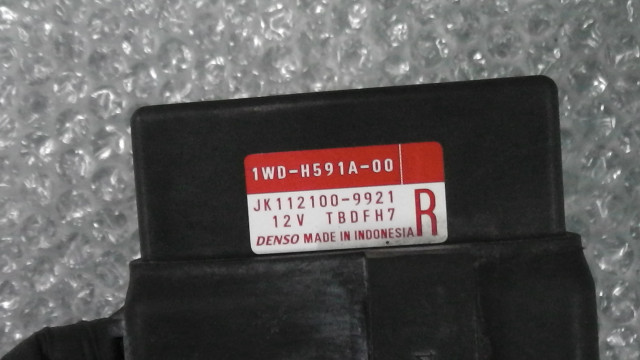 1WD-H591A-00
JK112100-9921
12V TBDFH7
R
DENSO MADE IN INDONESIA